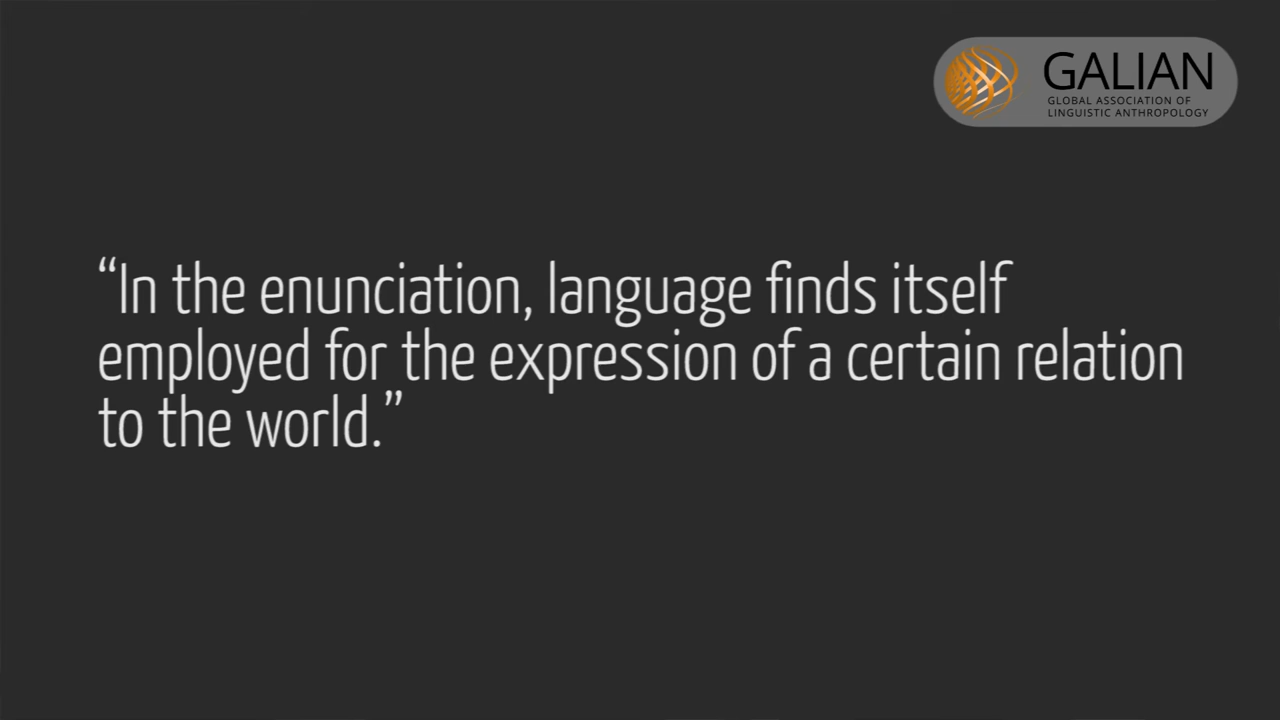 GALIAN
GLOBAL ASSOCIATION OF
LINGUISTIC ANTHROPOLOGY
“In the enunciation, language finds itself
employed for the expression of a certain relation
to the world.”